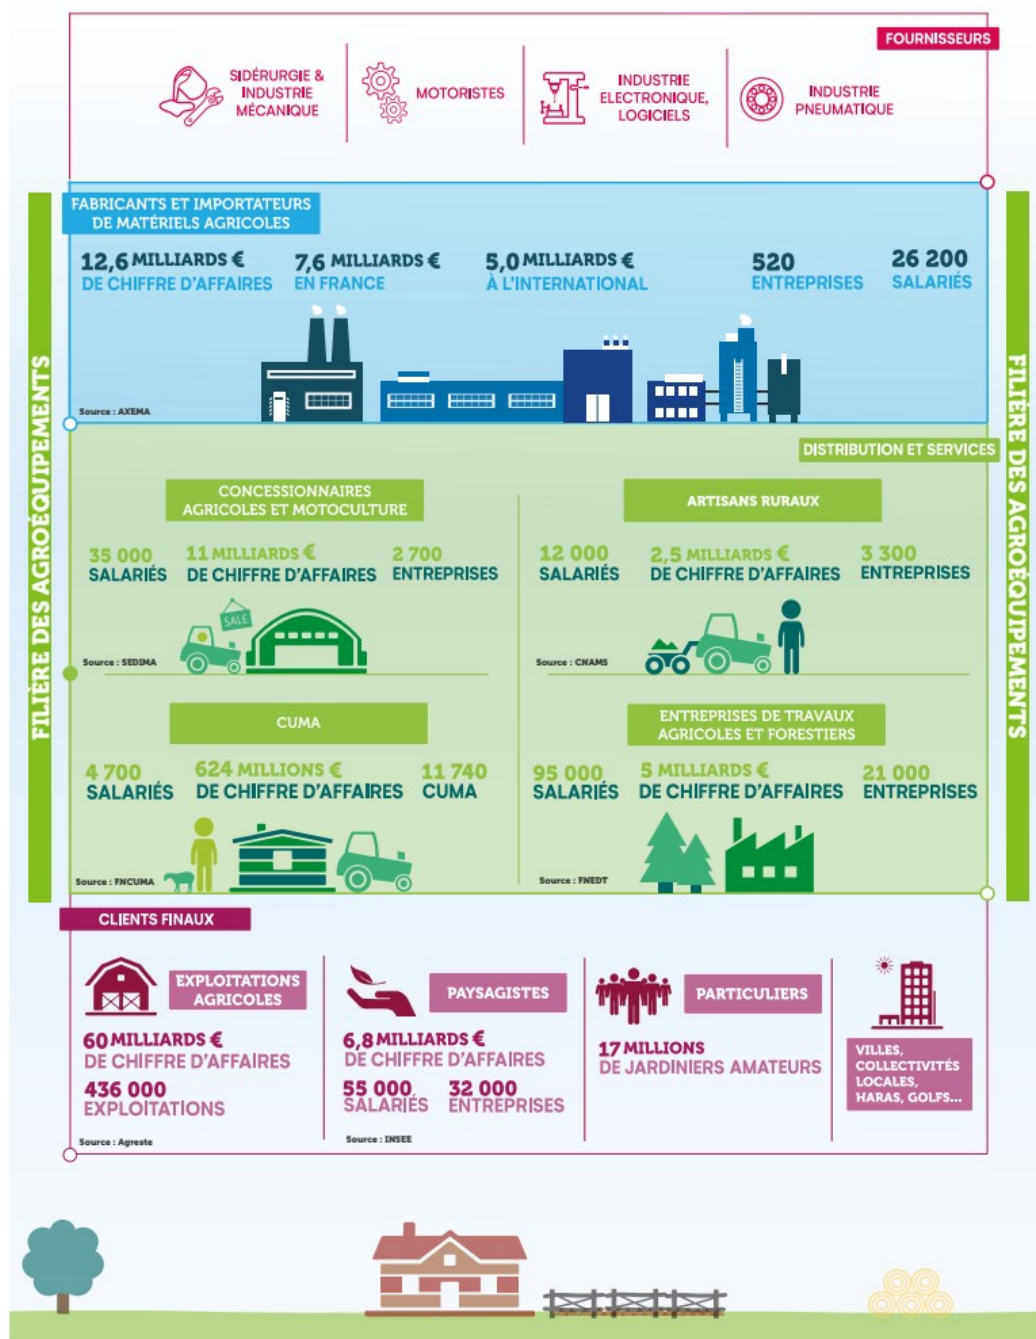 FOURNISSEURS
SIDÉRURGIE &
INDUSTRIE
MÉCANIQUE
MOTORISTES
INDUSTRIE
ELECTRONIQUE,
LOGICIELS
INDUSTRIE
PNEUMATIQUE
FILIÈRE DES AGROÉQUIPEMENTS
FABRICANTS ET IMPORTATEURS
DE MATÉRIELS AGRICOLES
12,6 MILLIARDS €
DE CHIFFRE D'AFFAIRES
7,6 MILLIARDS €
EN FRANCE
5,0 MILLIARDS €
À L'INTERNATIONAL
520
ENTREPRISES
26 200
SALARIÉS
Source : AXEMA
DISTRIBUTION ET SERVICES
CONCESSIONNAIRES
AGRICOLES ET MOTOCULTURE
35 000
SALARIÉS
11 MILLIARDS €
DE CHIFFRE D'AFFAIRES
2 700
ENTREPRISES
SALE
Source : SEDIMA
ARTISANS RURAUX
12 000
SALARIÉS
2,5 MILLIARDS €
DE CHIFFRE D'AFFAIRES
3 300
ENTREPRISES
Source : CNAMS
CUMA
4 700
SALARIÉS
624 MILLIONS €
DE CHIFFRE D'AFFAIRES
11 740
CUMA
Source : FNCUMA
ENTREPRISES DE TRAVAUX
AGRICOLES ET FORESTIERS
95 000
SALARIÉS
5 MILLIARDS €
DE CHIFFRE D'AFFAIRES
21 000
ENTREPRISES
Source : FNEDT
FILIÈRE DES AGROÉQUIPEMENTS
CLIENTS FINAUX
EXPLOITATIONS
AGRICOLES
60 MILLIARDS €
DE CHIFFRE D'AFFAIRES
436 000
EXPLOITATIONS
Source : Agreste
PAYSAGISTES
6,8 MILLIARDS €
DE CHIFFRE D'AFFAIRES
55 000
SALARIÉS
32 000
ENTREPRISES
Source : INSEE
PARTICULIERS
17 MILLIONS
DE JARDINIERS AMATEURS
VILLES,
COLLECTIVITÉS
LOCALES,
HARAS, GOLFS...